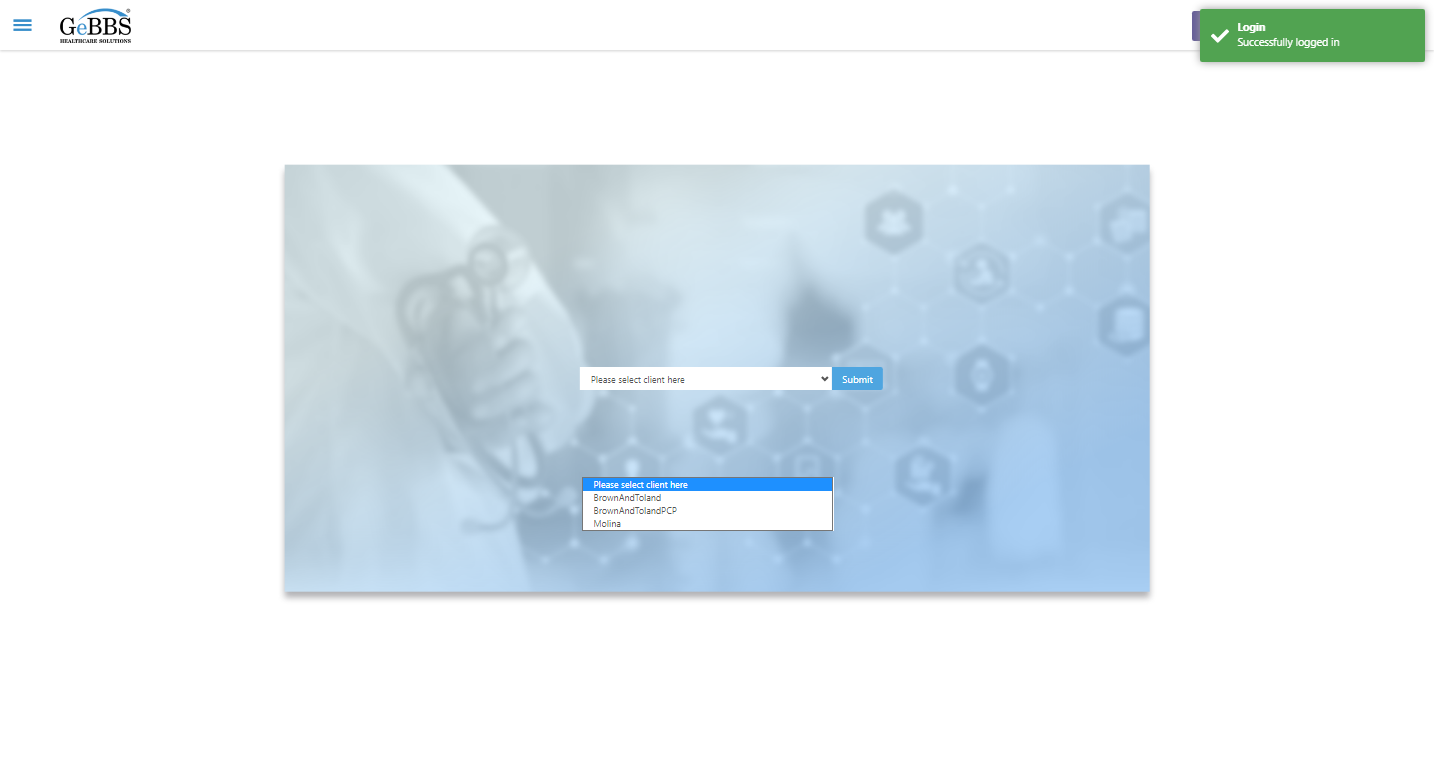 GeBBS®
HEALTHCARE SOLUTIONS
Login
Successfully logged in
Please select client here
Submit
Please select client here
BrownAndToland
BrownAndTolandPCP
Molina